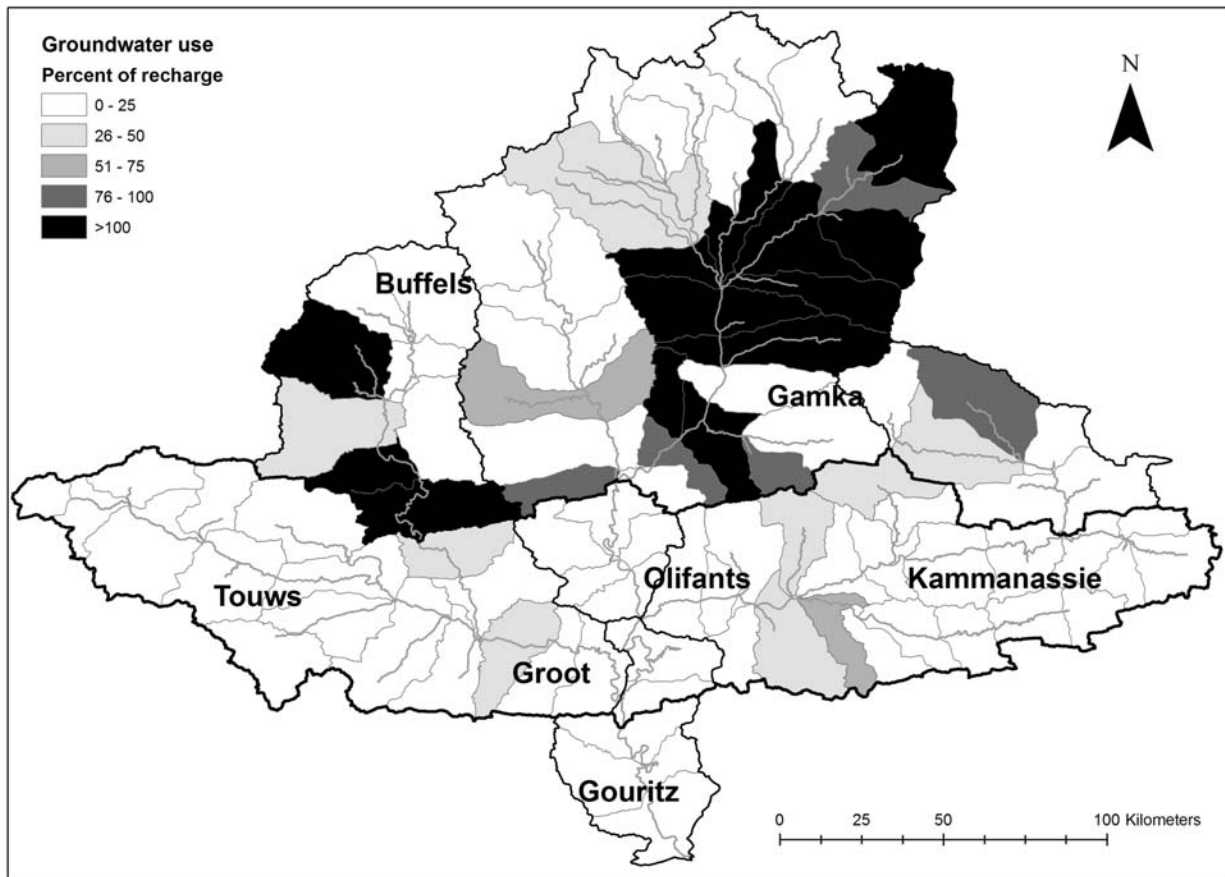 Groundwater use
Percent of recharge
0 - 25
26 - 50
51 - 75
76 - 100
>100
N
Buffels
Gamka
Touws
Olifants
Kammanassie
Groot
Gouritz
0 25 50 100 Kilometers